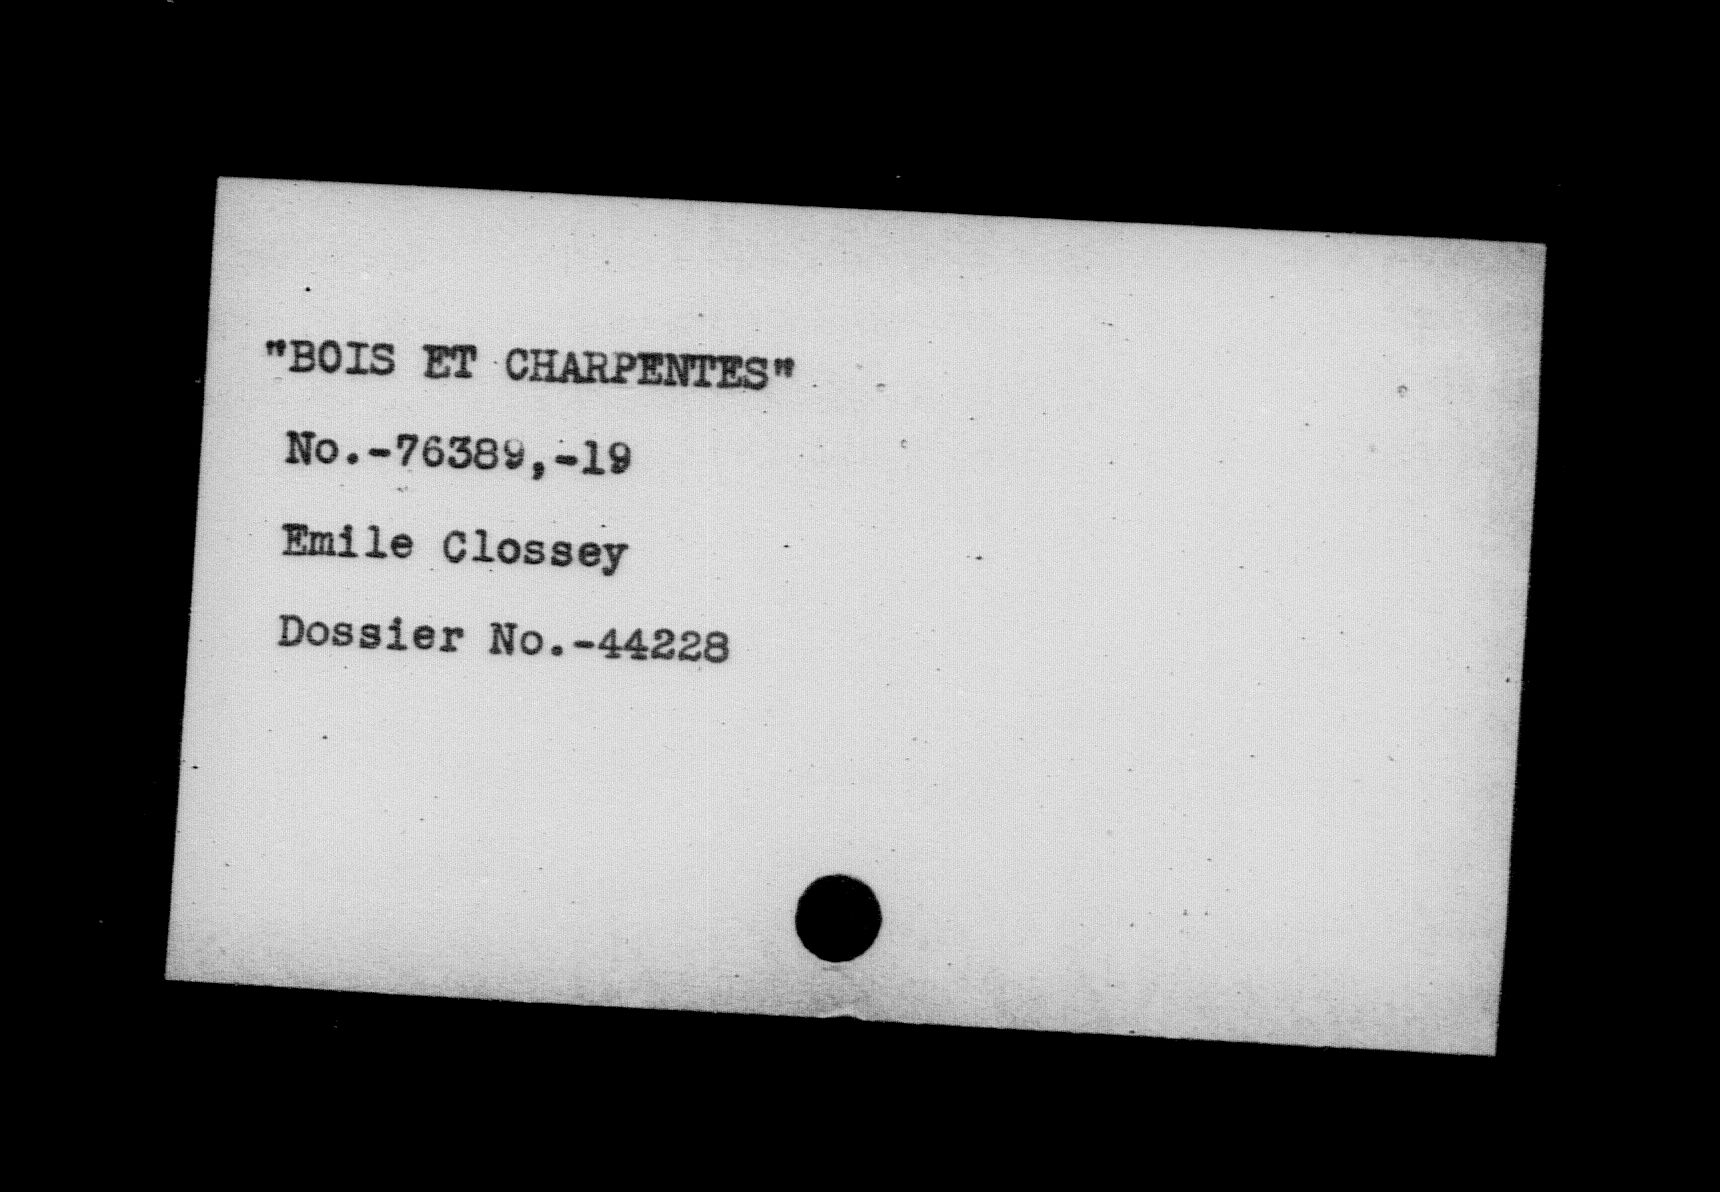 "BOIS ET CHARPENTES"
No.-76389,-19
Emile Clossey
Dossier No.-44228